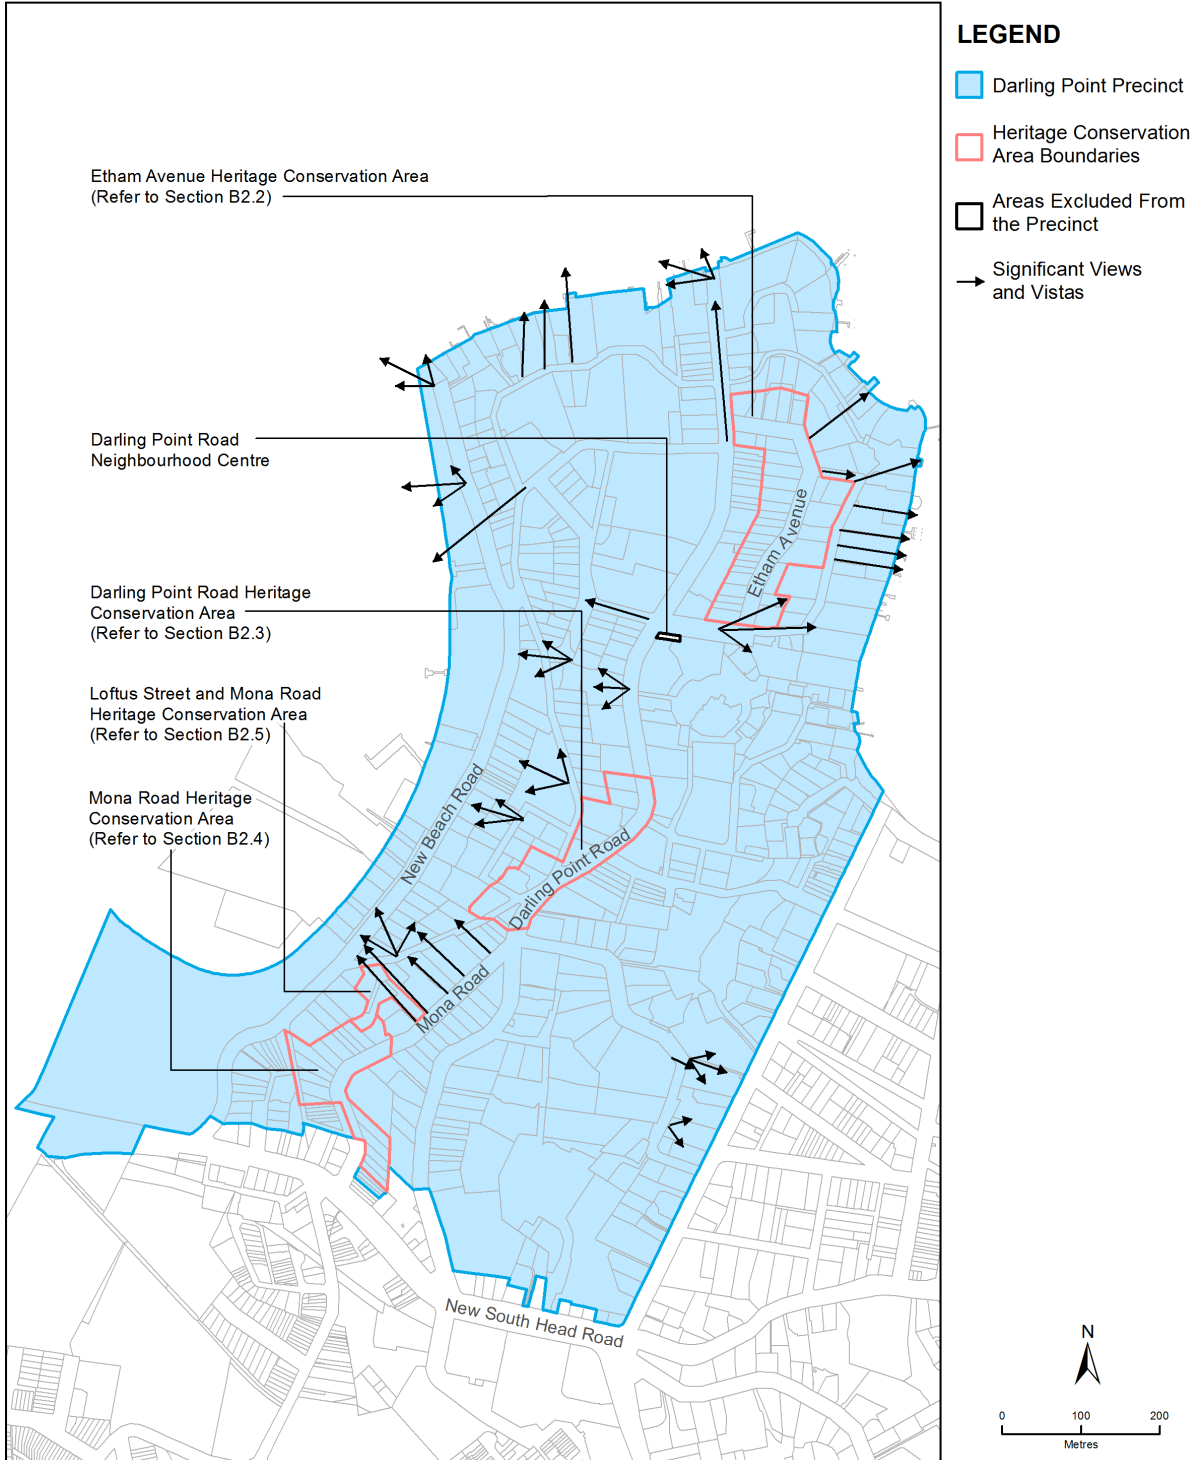 LEGEND
Darling Point Precinct
Heritage Conservation
Area Boundaries
Areas Excluded From
the Precinct
Significant Views
and Vistas
Etham Avenue Heritage Conservation Area
(Refer to Section B2.2)
Darling Point Road
Neighbourhood Centre
Etham Avenue
Darling Point Road Heritage
Conservation Area
(Refer to Section B2.3)
Loftus Street and Mona Road
Heritage Conservation Area
(Refer to Section B2.5)
Mona Road Heritage
Conservation Area
(Refer to Section B2.4)
New Beach Road
Darling Point Road
Mona Road
New South Head Road
N
0 100 200
Metres